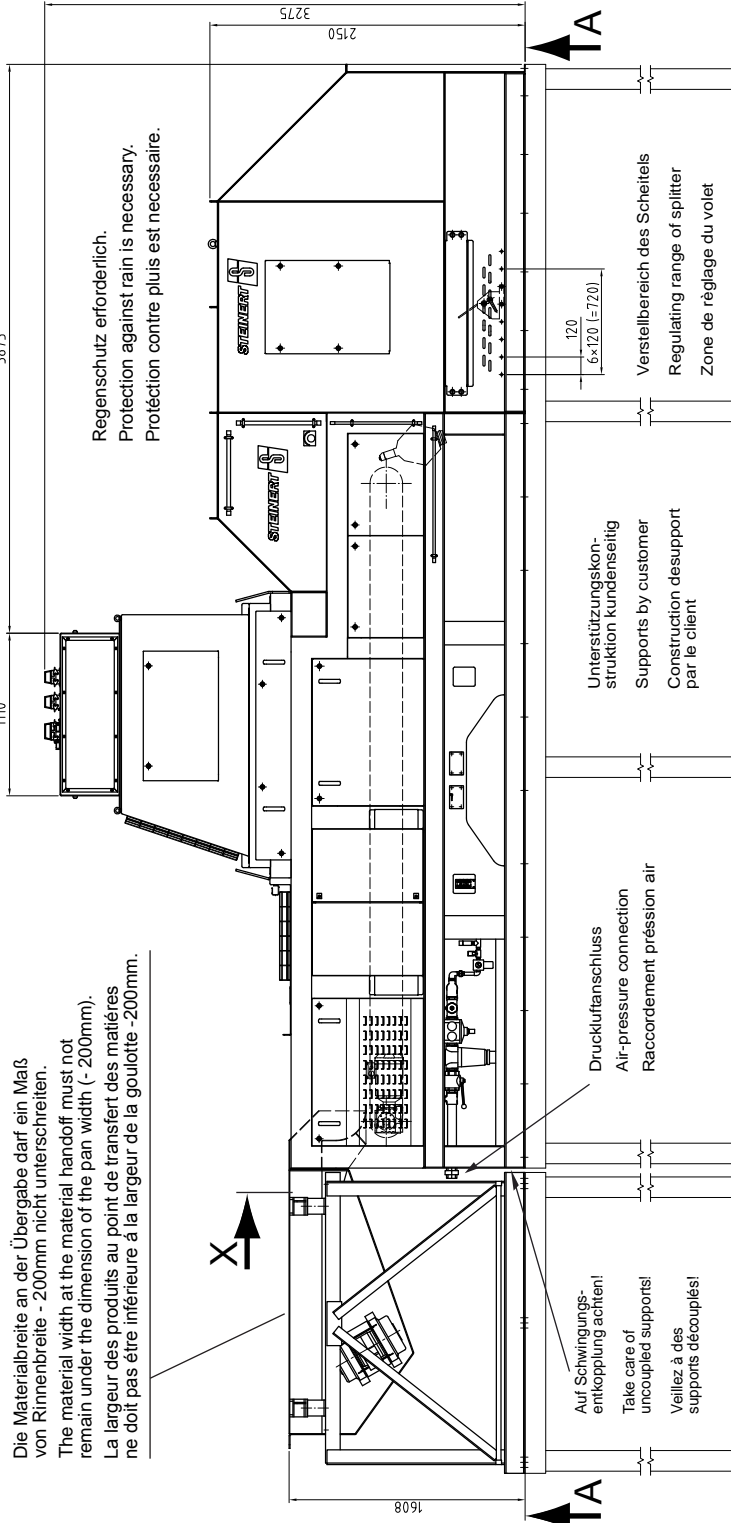 Die Materialbreite an der Übergabe darf ein Maß
von Rinnenbreite - 200mm nicht unterschreiten.
The material width at the material handoff must not
remain under the dimension of the pan width (- 200mm).
La largeur des produits au point de transfert des matiéres
ne doit pas étre inférieure á la largeur de la goulotte -200mm.
Regenschutz erforderlich.
Protection against rain is necessary.
Protéction contre pluis est necessaire.
3275
2150
1608
X
STEINERT
STEINERT
120
6×120 (=720)
A
A
Auf Schwingungs-
entkopplung achten!
Take care of
uncoupled supports!
Veillez à des
supports découplés!
Druckluftanschluss
Air-pressure connection
Raccordement préssion air
Unterstützungskon-
struktion kundenseitig
Supports by customer
Construction desupport
par le client
Verstellbereich des Scheitels
Regulating range of splitter
Zone de règlage du volet